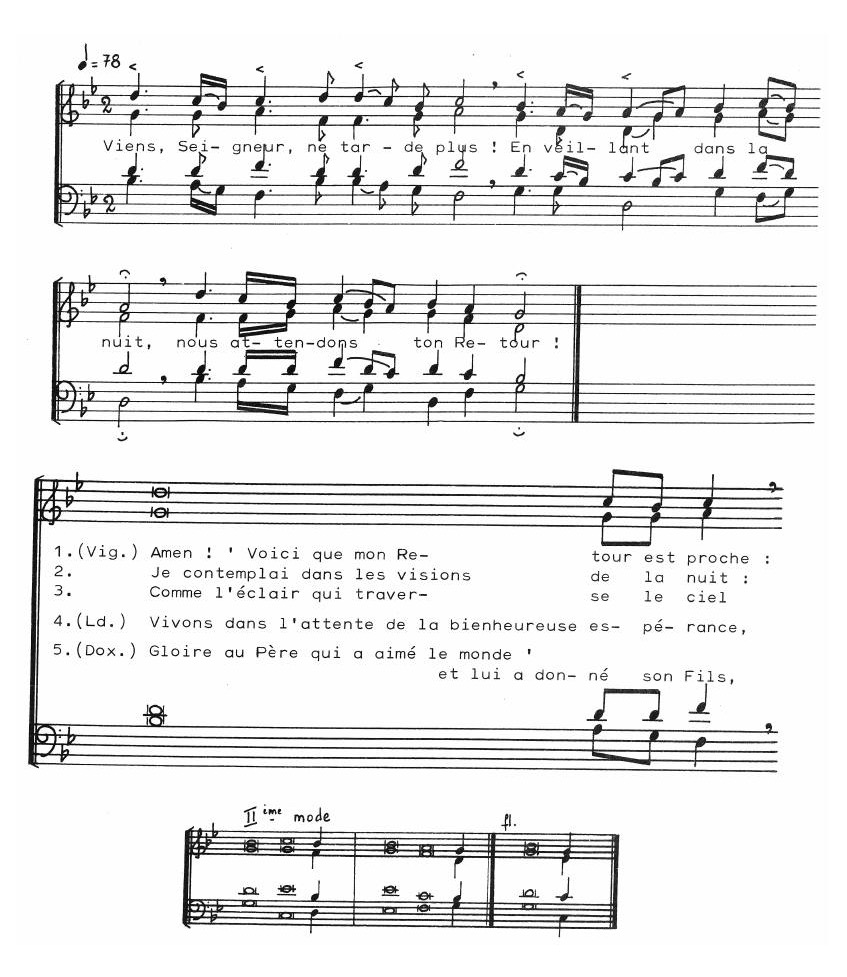 = 78
Viens, Sei- gneur, ne tar - de plus ! En veil- lant dans la
nuit, nous at- ten-dons ton Re- tour !
1.(Vig.) Amen ! ' Voici que mon Re- tour est proche :
2. Je contemplai dans les visions de la nuit :
3. Comme l'éclair qui traver- se le ciel
4.(Ld.) Vivons dans l'attente de la bienheureuse es- pé- rance,
5.(Dox.) Gloire au Père qui a aimé le monde '
et lui a don- né son Fils,
II ième mode fl.